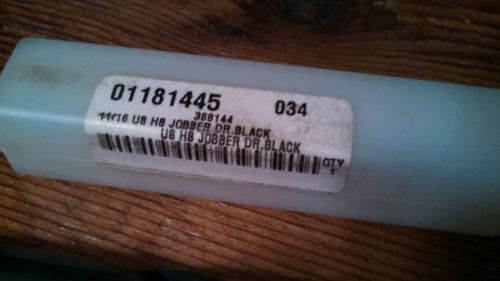 01181445 034
368144
11/16 U8 H8 JOBBER DR.BLACK
U8 H8 JOBBER DR.BLACK
QTY
1